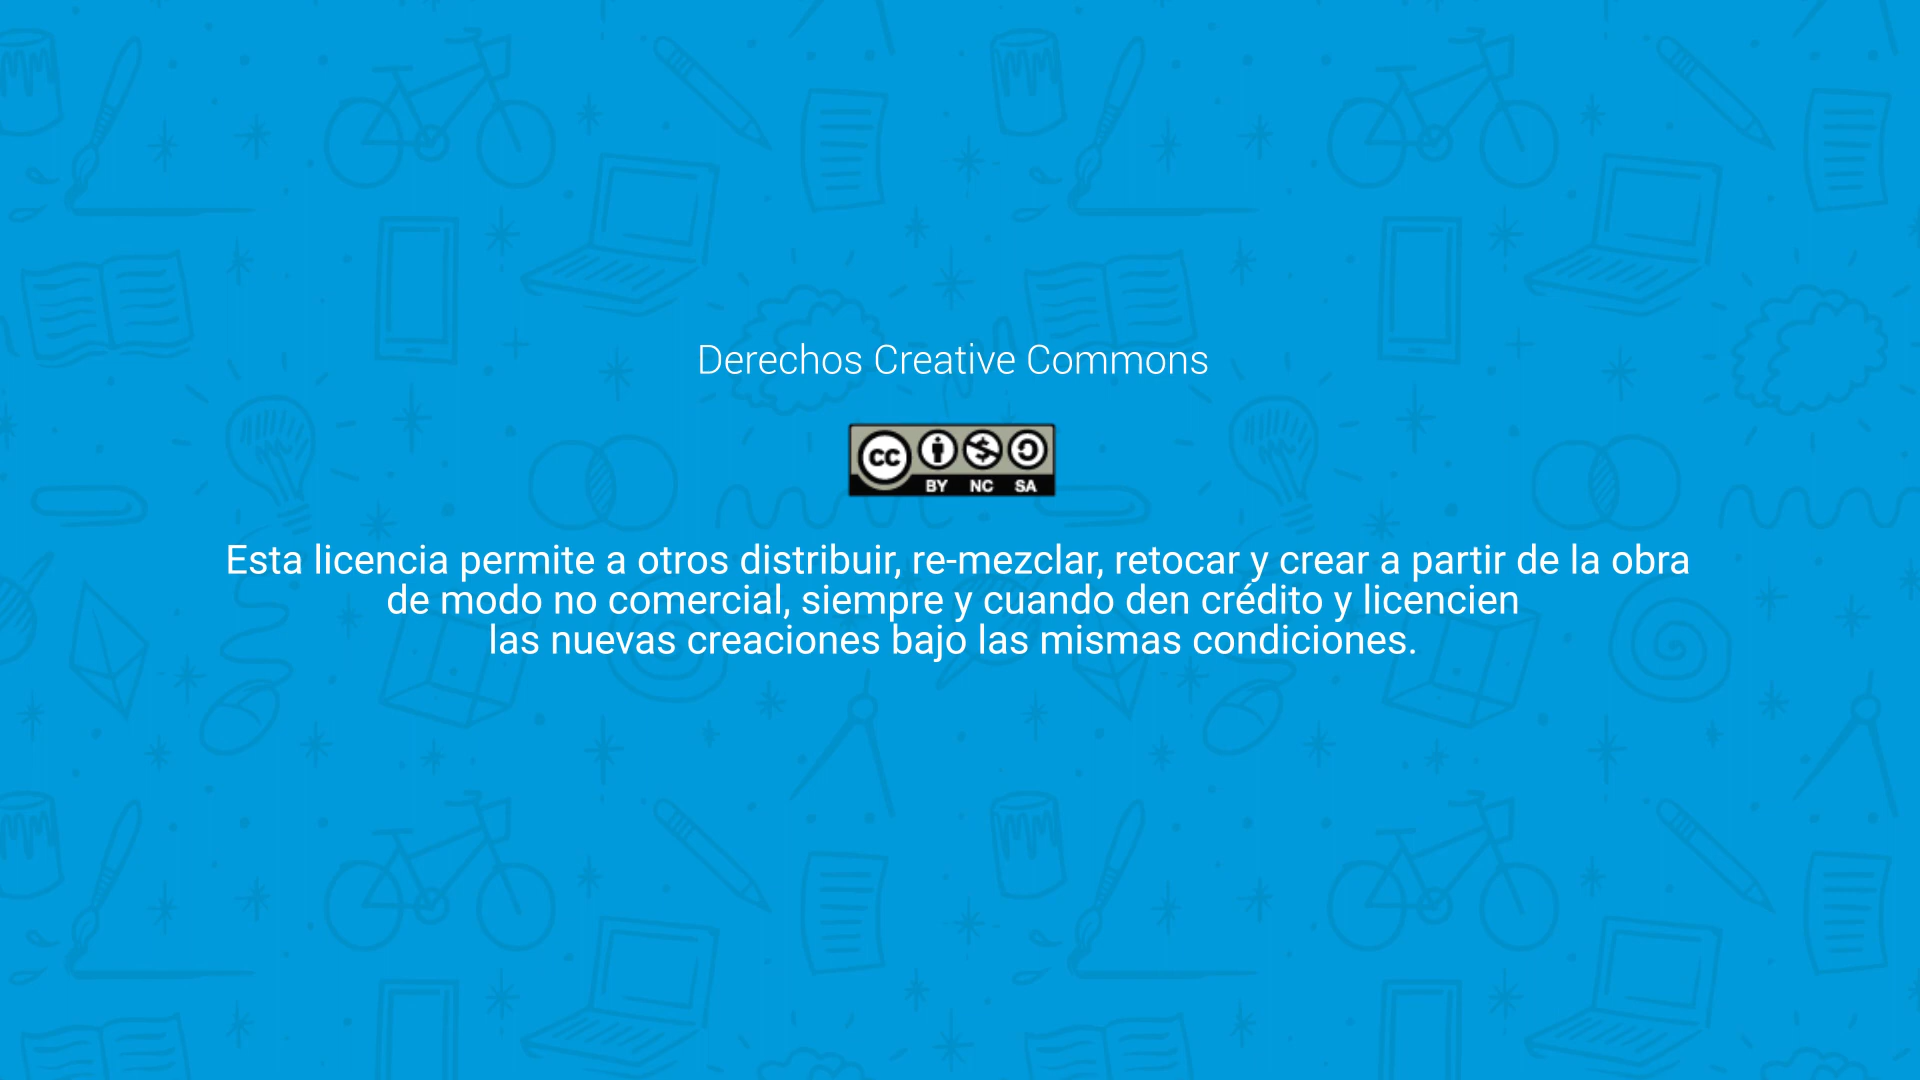 Derechos Creative Commons
cc
BY NC SA
Esta licencia permite a otros distribuir, re-mezclar, retocar y crear a partir de la obra
de modo no comercial, siempre y cuando den crédito y licencien
las nuevas creaciones bajo las mismas condiciones.